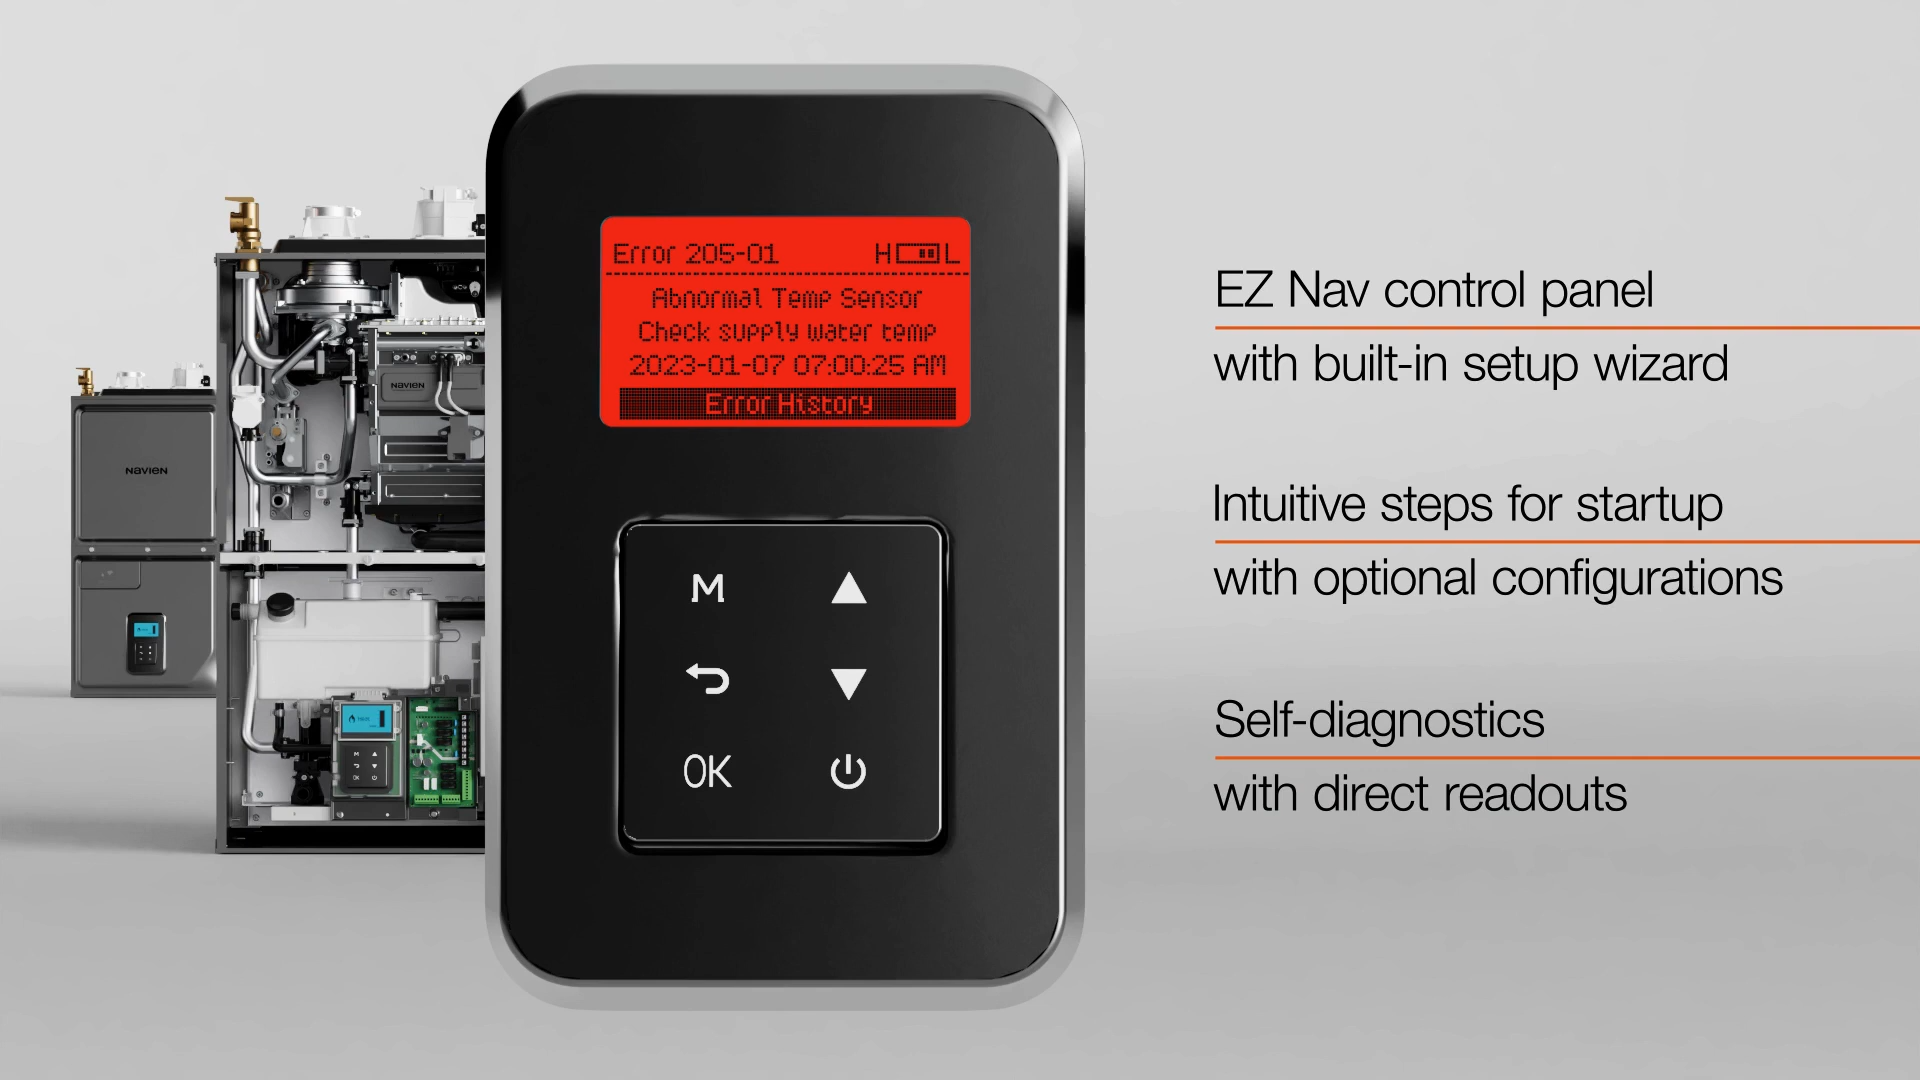 Error 205-01 H L
Abnormal Temp Sensor
Check supply water temp
2023-01-07 07:00:25 AM
Error History
M
OK
EZ Nav control panel
with built-in setup wizard
Intuitive steps for startup
with optional configurations
Self-diagnostics
with direct readouts
NAVIEN
NAVIEN
M
OK